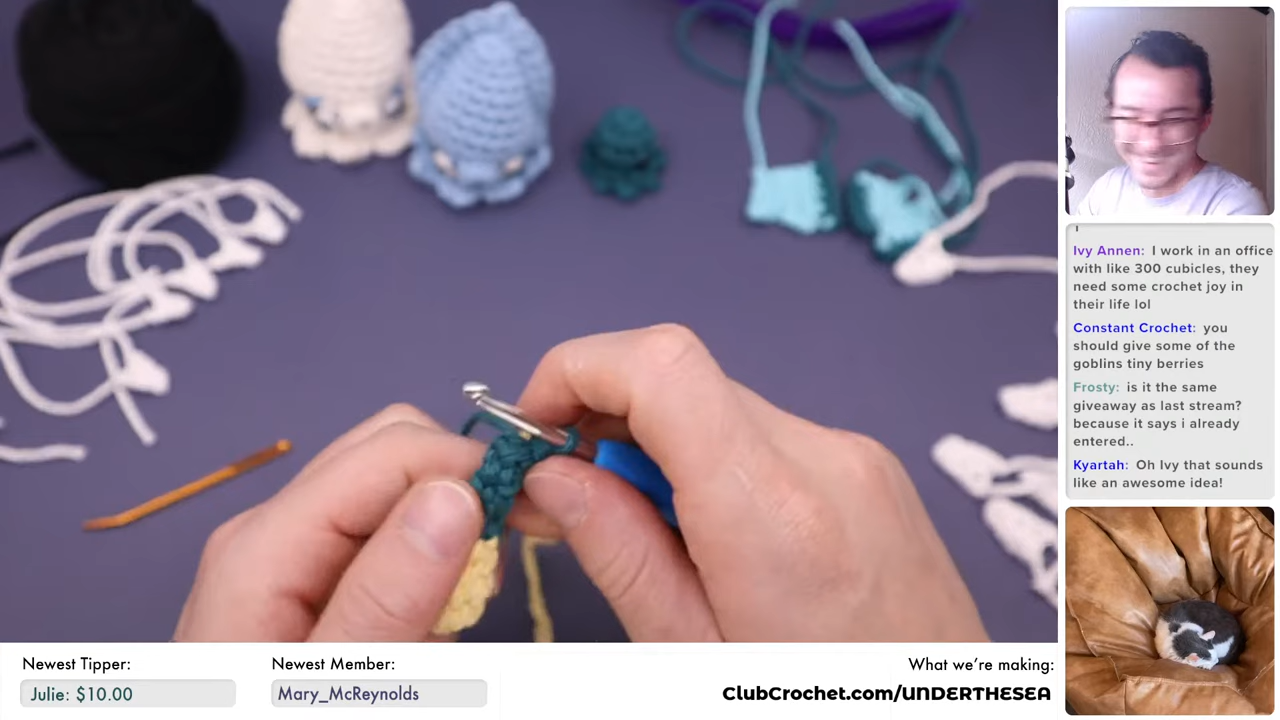 Ivy Annen: I work in an office
with like 300 cubicles, they
need some crochet joy in
their life lol
Constant Crochet: you
should give some of the
goblins tiny berries
Frosty: is it the same
giveaway as last stream?
because it says i already
entered..
Kyartah: Oh Ivy that sounds
like an awesome idea!
Newest Tipper:
Julie: $10.00
Newest Member:
Mary_McReynolds
What we're making:
ClubCrochet.com/UNDERTHESEA